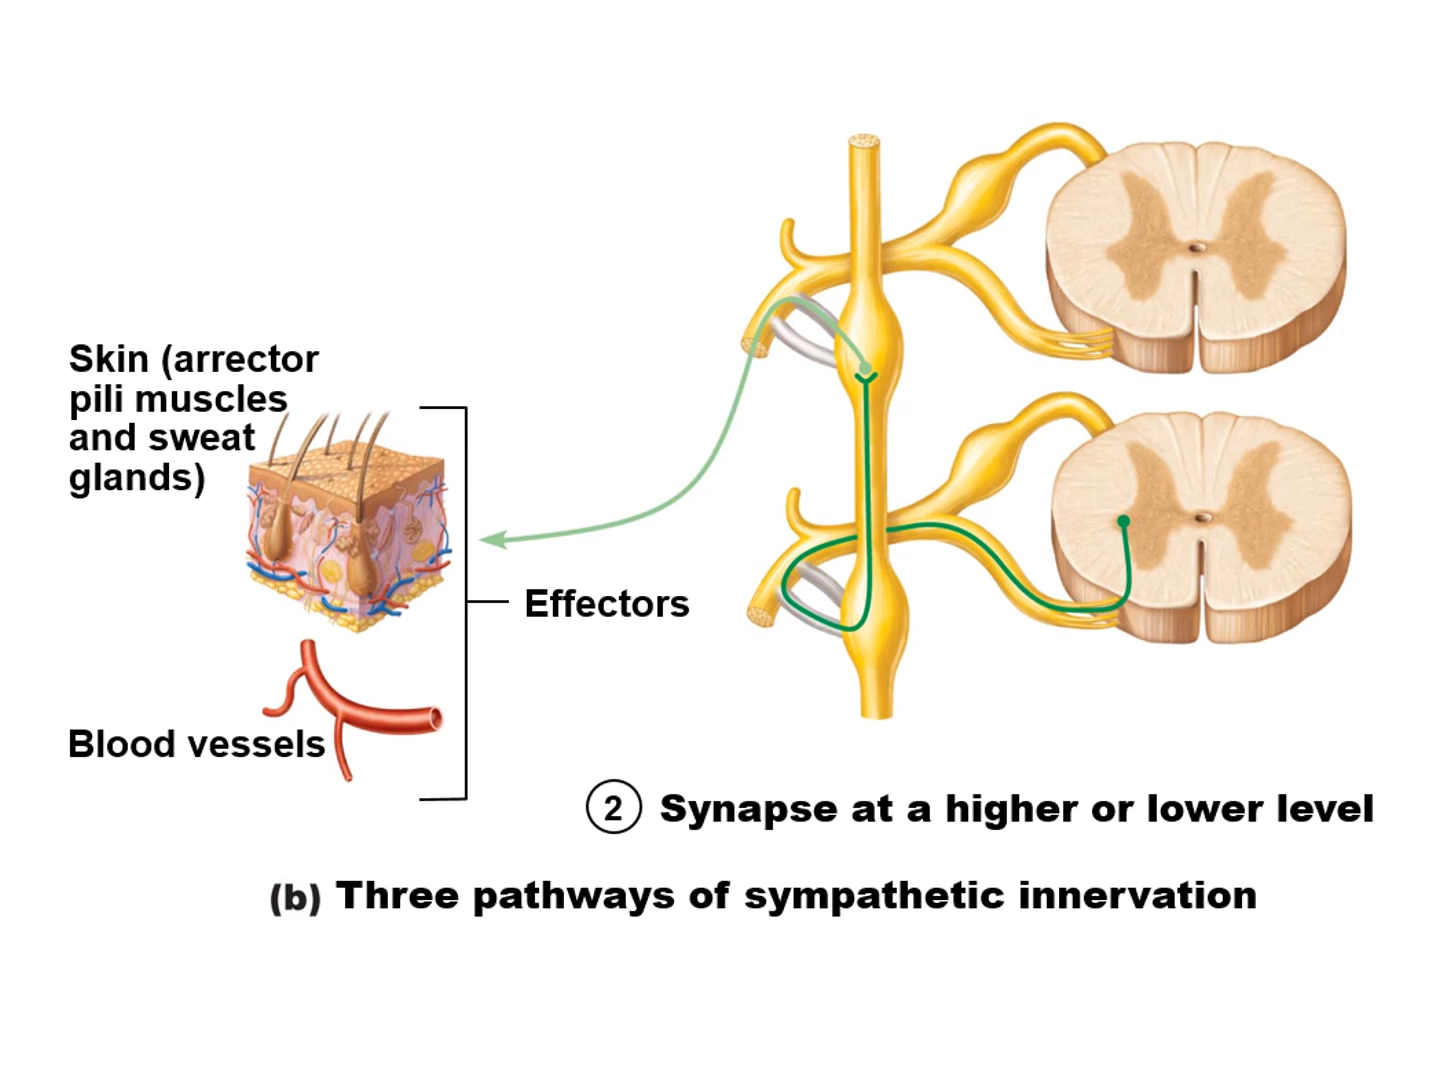 Skin (arrector
pili muscles
and sweat
glands)
Effectors
Blood vessels
2 Synapse at a higher or lower level
(b) Three pathways of sympathetic innervation